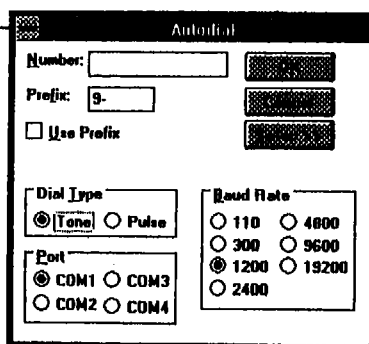 Autodial
Number:
Prefix: 9-
Use Prefix
Dial Type
Tone Pulse
Port
COM1 COM3
COM2 COM4
Baud Rate
110 4800
300 9600
1200 19200
2400